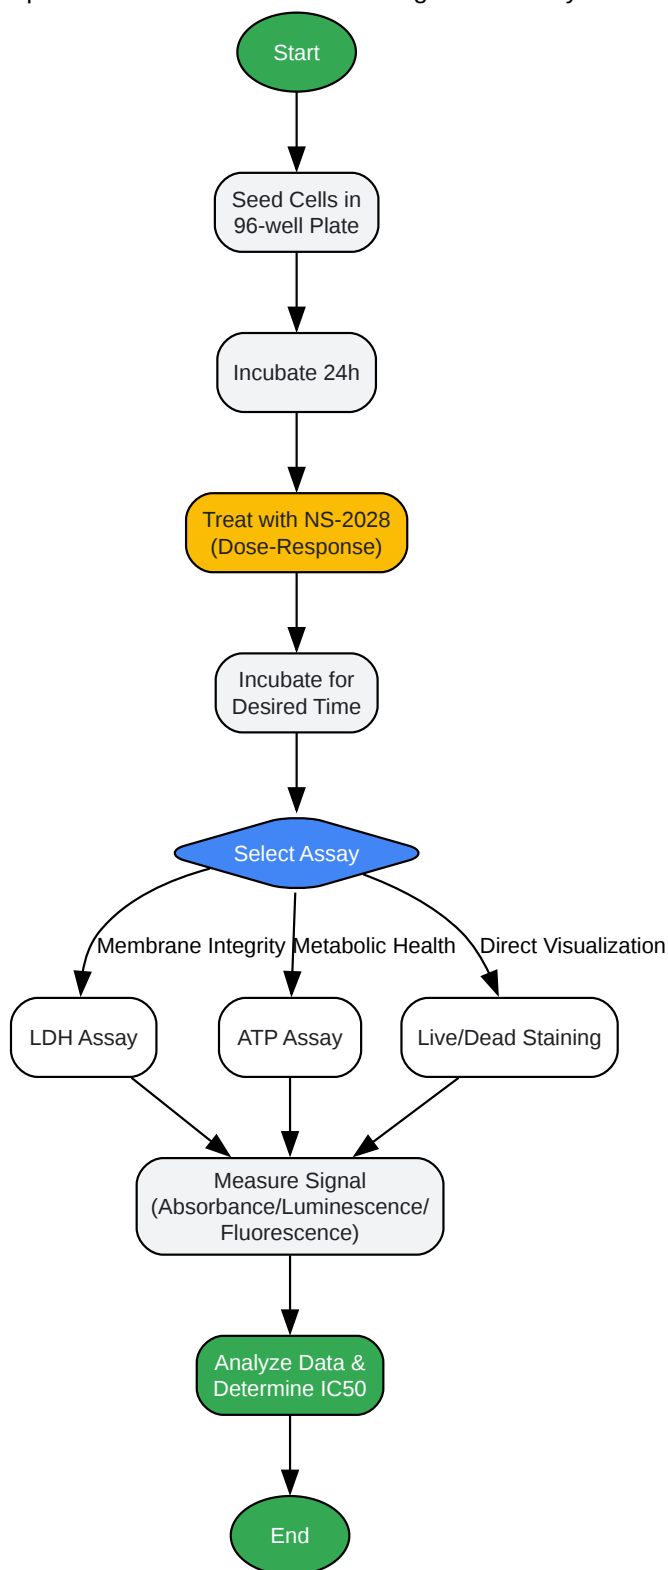 Start
Seed Cells in
96-well Plate
Incubate 24h
Treat with NS-2028
(Dose-Response)
Incubate for
Desired Time
Select Assay
Membrane Integrity
Metabolic Health
Direct Visualization
LDH Assay
ATP Assay
Live/Dead Staining
Measure Signal
(Absorbance/Luminescence/
Fluorescence)
Analyze Data &
Determine IC50
End